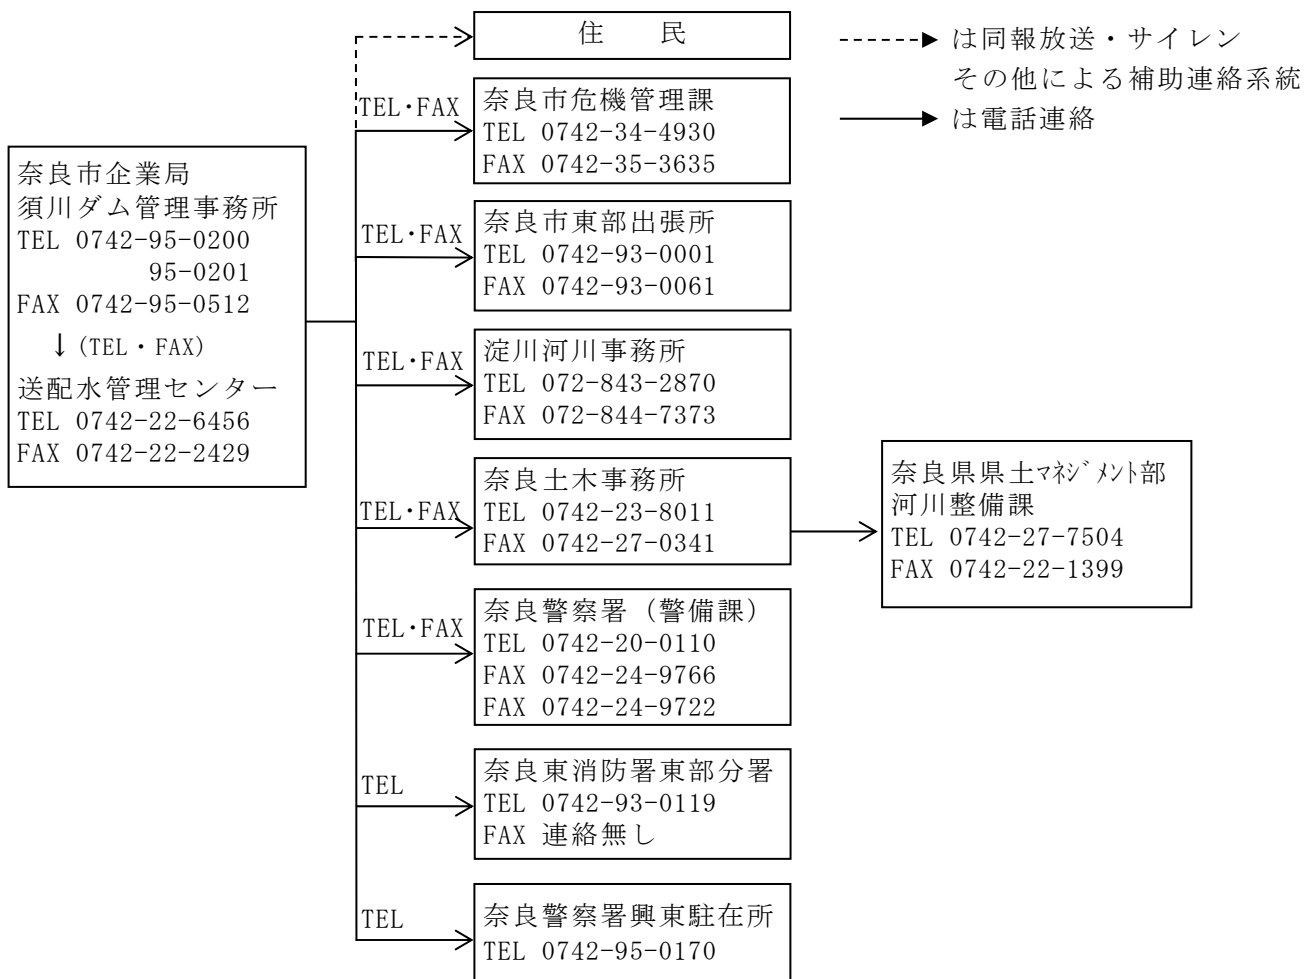 住　民
は同報放送・サイレン
その他による補助連絡系統
は電話連絡
奈良市企業局
須川ダム管理事務所
TEL 0742-95-0200
95-0201
FAX 0742-95-0512
↓(TEL・FAX)
送配水管理センター
TEL 0742-22-6456
FAX 0742-22-2429
TEL・FAX
奈良市危機管理課
TEL 0742-34-4930
FAX 0742-35-3635
TEL・FAX
奈良市東部出張所
TEL 0742-93-0001
FAX 0742-93-0061
TEL・FAX
淀川河川事務所
TEL 072-843-2870
FAX 072-844-7373
TEL・FAX
奈良土木事務所
TEL 0742-23-8011
FAX 0742-27-0341
奈良県県土ﾏﾈｼﾞﾒﾝﾄ部
河川整備課
TEL 0742-27-7504
FAX 0742-22-1399
TEL・FAX
奈良警察署（警備課）
TEL 0742-20-0110
FAX 0742-24-9766
FAX 0742-24-9722
TEL
奈良東消防署東部分署
TEL 0742-93-0119
FAX 連絡無し
TEL
奈良警察署興東駐在所
TEL 0742-95-0170